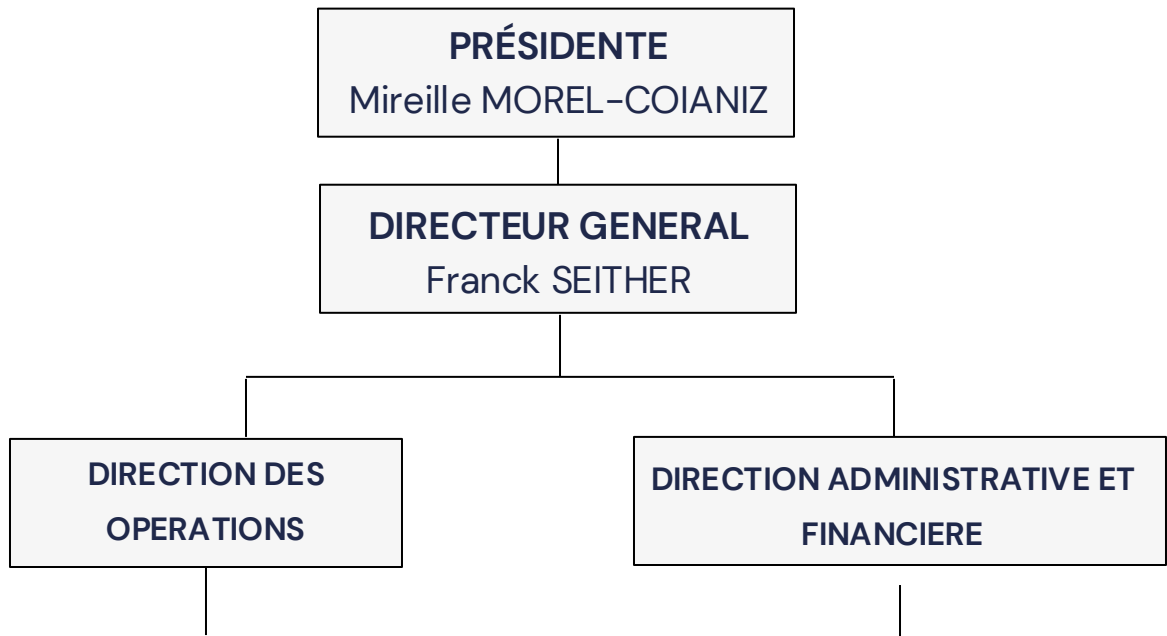 PRÉSIDENTE
Mireille MOREL-COIANIZ
DIRECTEUR GENERAL
Franck SEITHER
DIRECTION DES
OPERATIONS
DIRECTION ADMINISTRATIVE ET
FINANCIERE